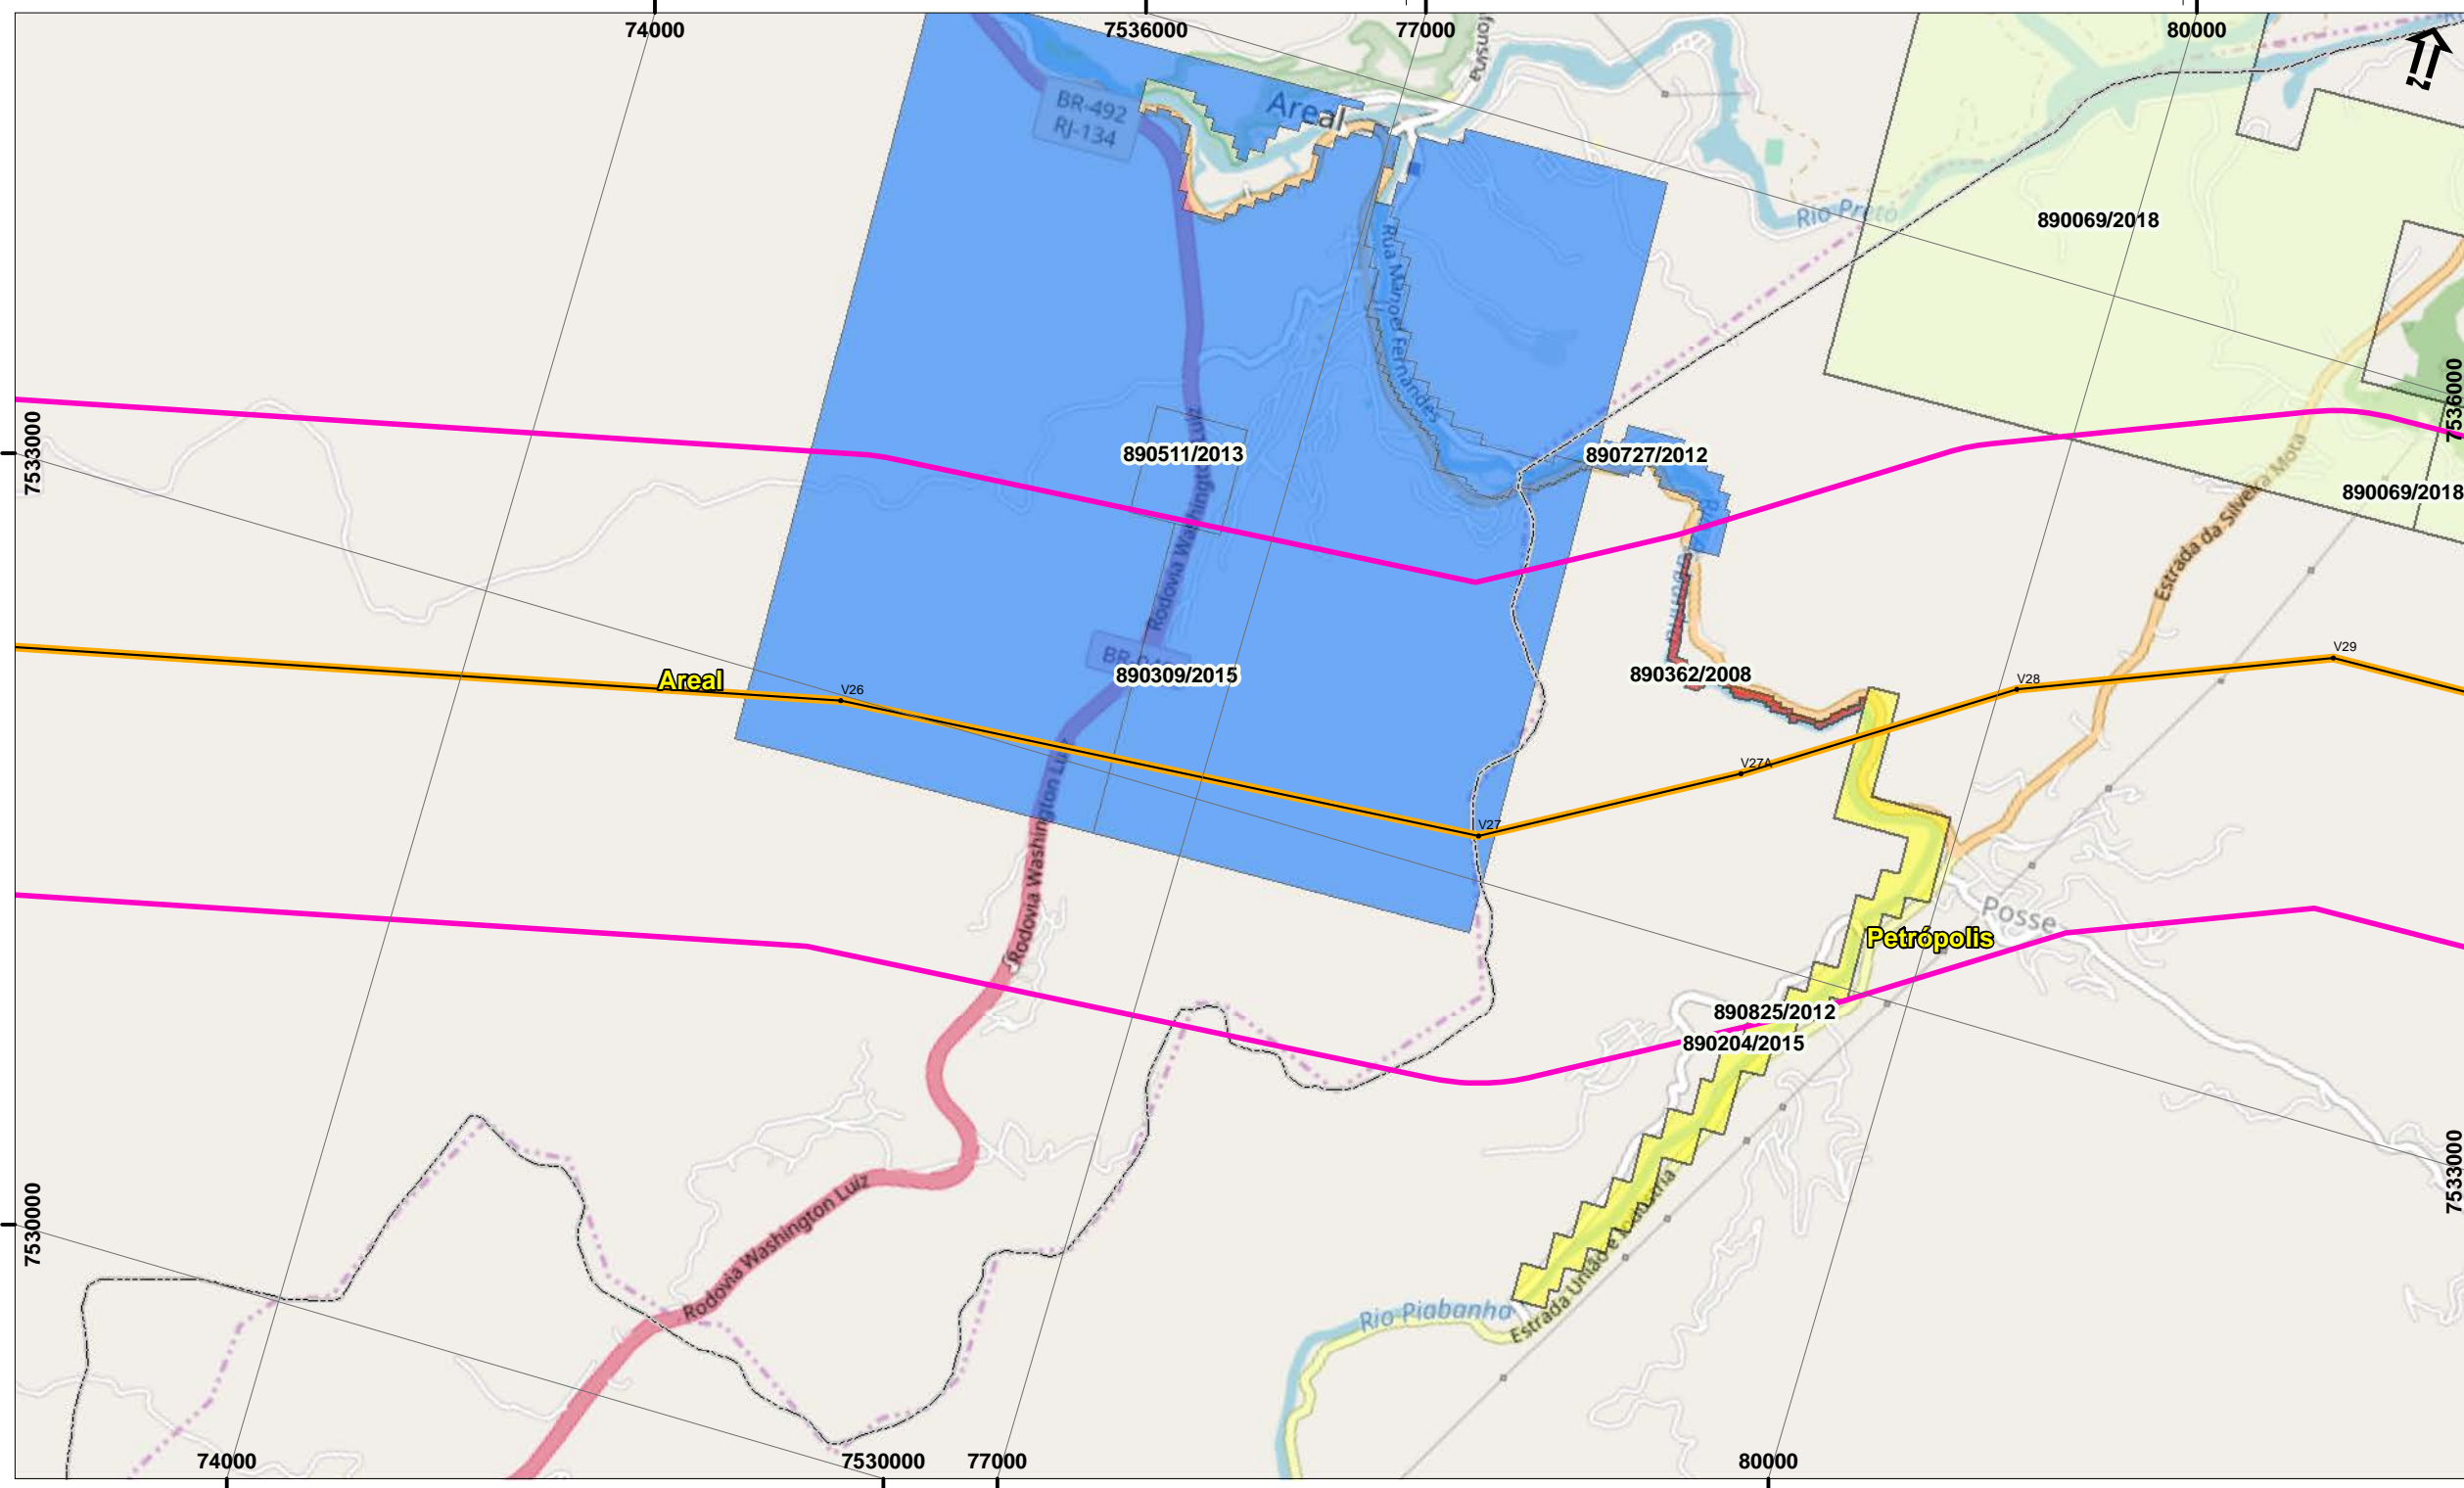 74000
7536000
77000
80000
Z
BR-492
RJ-134
Areal
Rio Preto
890069/2018
Rua Manoel Fernandes
7533000
7536000
890511/2013
890727/2012
890069/2018
Estrada da Silveira Mota
Rodovia Washington Luiz
890309/2015
890362/2008
Areal
V26
V27
V27A
V28
V29
Rodovia Washington Luiz
Posse
Petrópolis
890825/2012
890204/2015
7530000
7533000
Rodovia Washington Luiz
Estrada União e Indústria
Rio Piabanha
74000
7530000
77000
80000